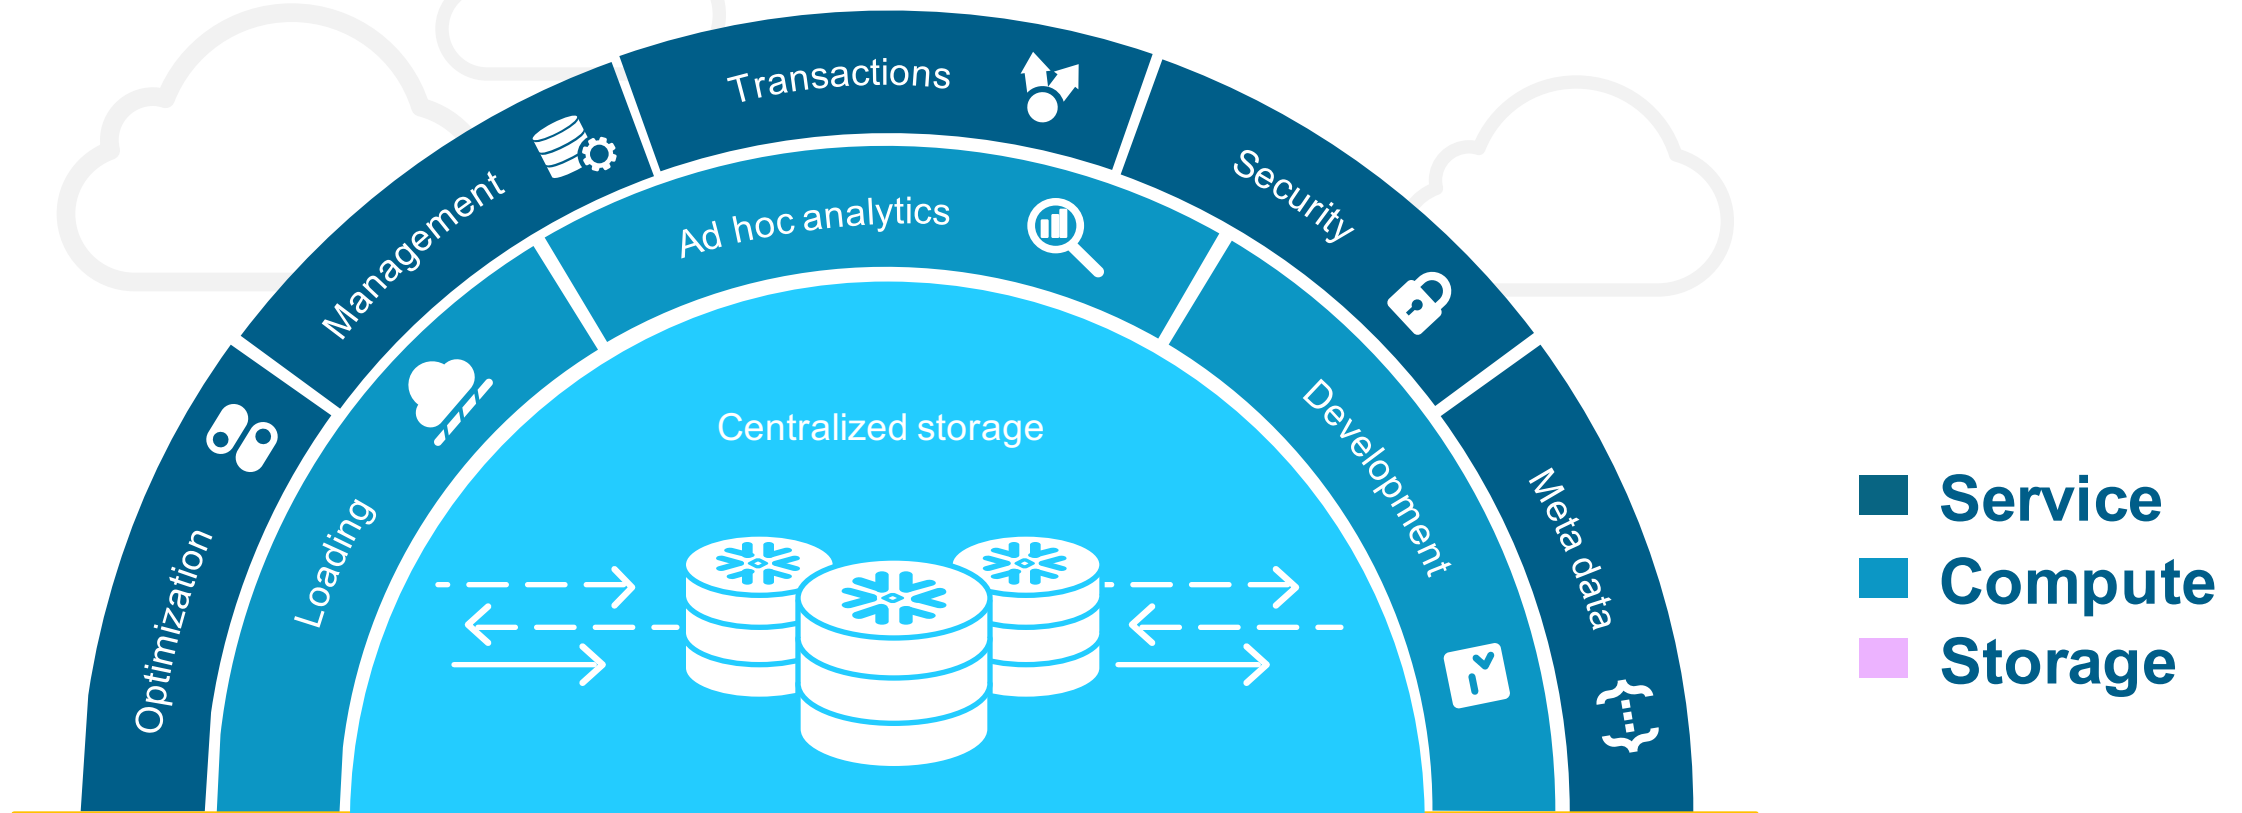 Transactions
Management
Security
Ad hoc analytics
Optimization
Loading
Centralized storage
Development
Meta data
Service
Compute
Storage